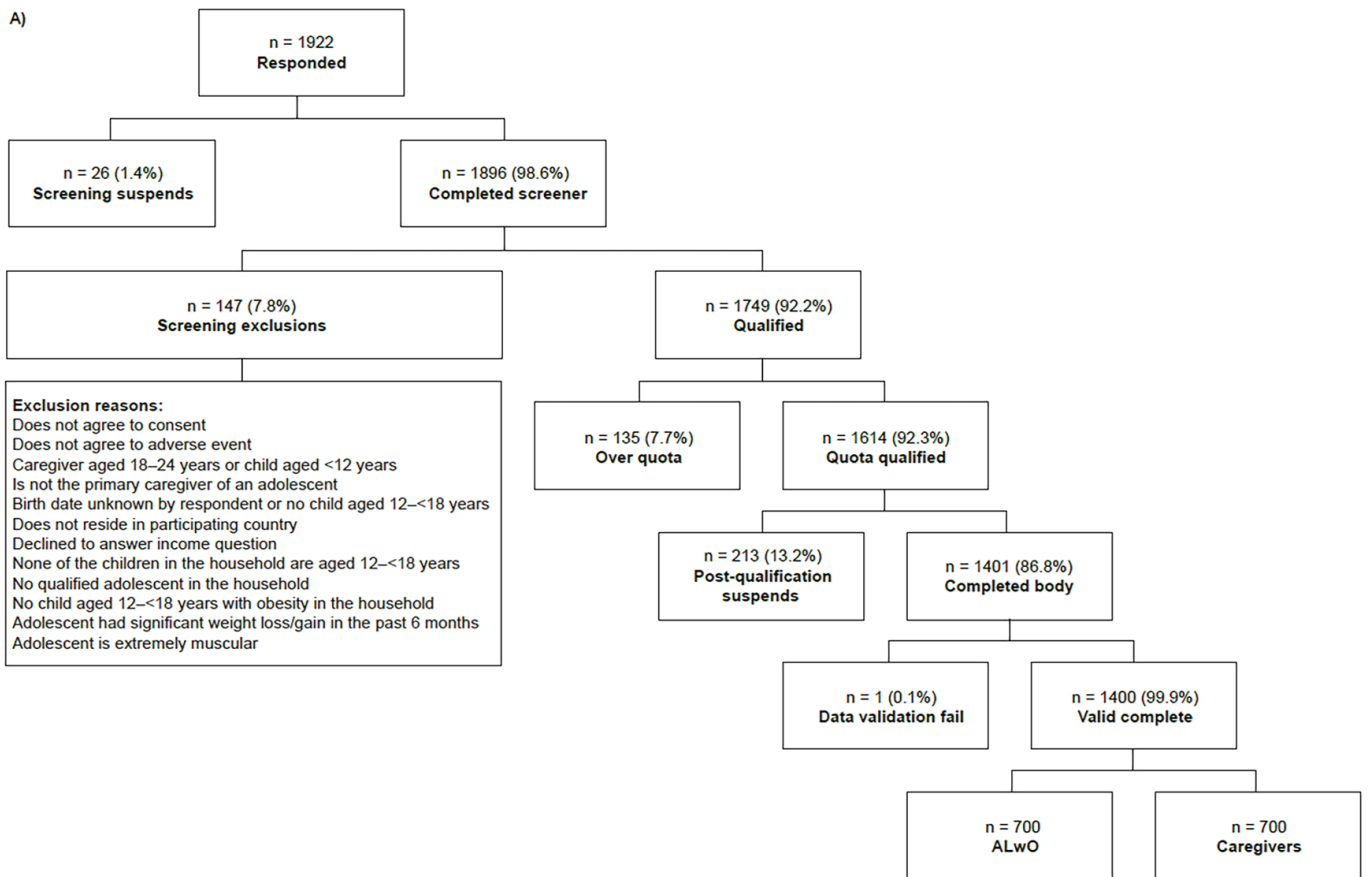 A)
n = 1922
Responded
n = 26 (1.4%)
Screening suspends
n = 1896 (98.6%)
Completed screener
n = 147 (7.8%)
Screening exclusions
n = 1749 (92.2%)
Qualified
Exclusion reasons:
Does not agree to consent
Does not agree to adverse event
Caregiver aged 18–24 years or child aged <12 years
Is not the primary caregiver of an adolescent
Birth date unknown by respondent or no child aged 12–<18 years
Does not reside in participating country
Declined to answer income question
None of the children in the household are aged 12–<18 years
No qualified adolescent in the household
No child aged 12–<18 years with obesity in the household
Adolescent had significant weight loss/gain in the past 6 months
Adolescent is extremely muscular
n = 135 (7.7%)
Over quota
n = 1614 (92.3%)
Quota qualified
n = 213 (13.2%)
Post-qualification
suspends
n = 1401 (86.8%)
Completed body
n = 1 (0.1%)
Data validation fail
n = 1400 (99.9%)
Valid complete
n = 700
ALwO
n = 700
Caregivers